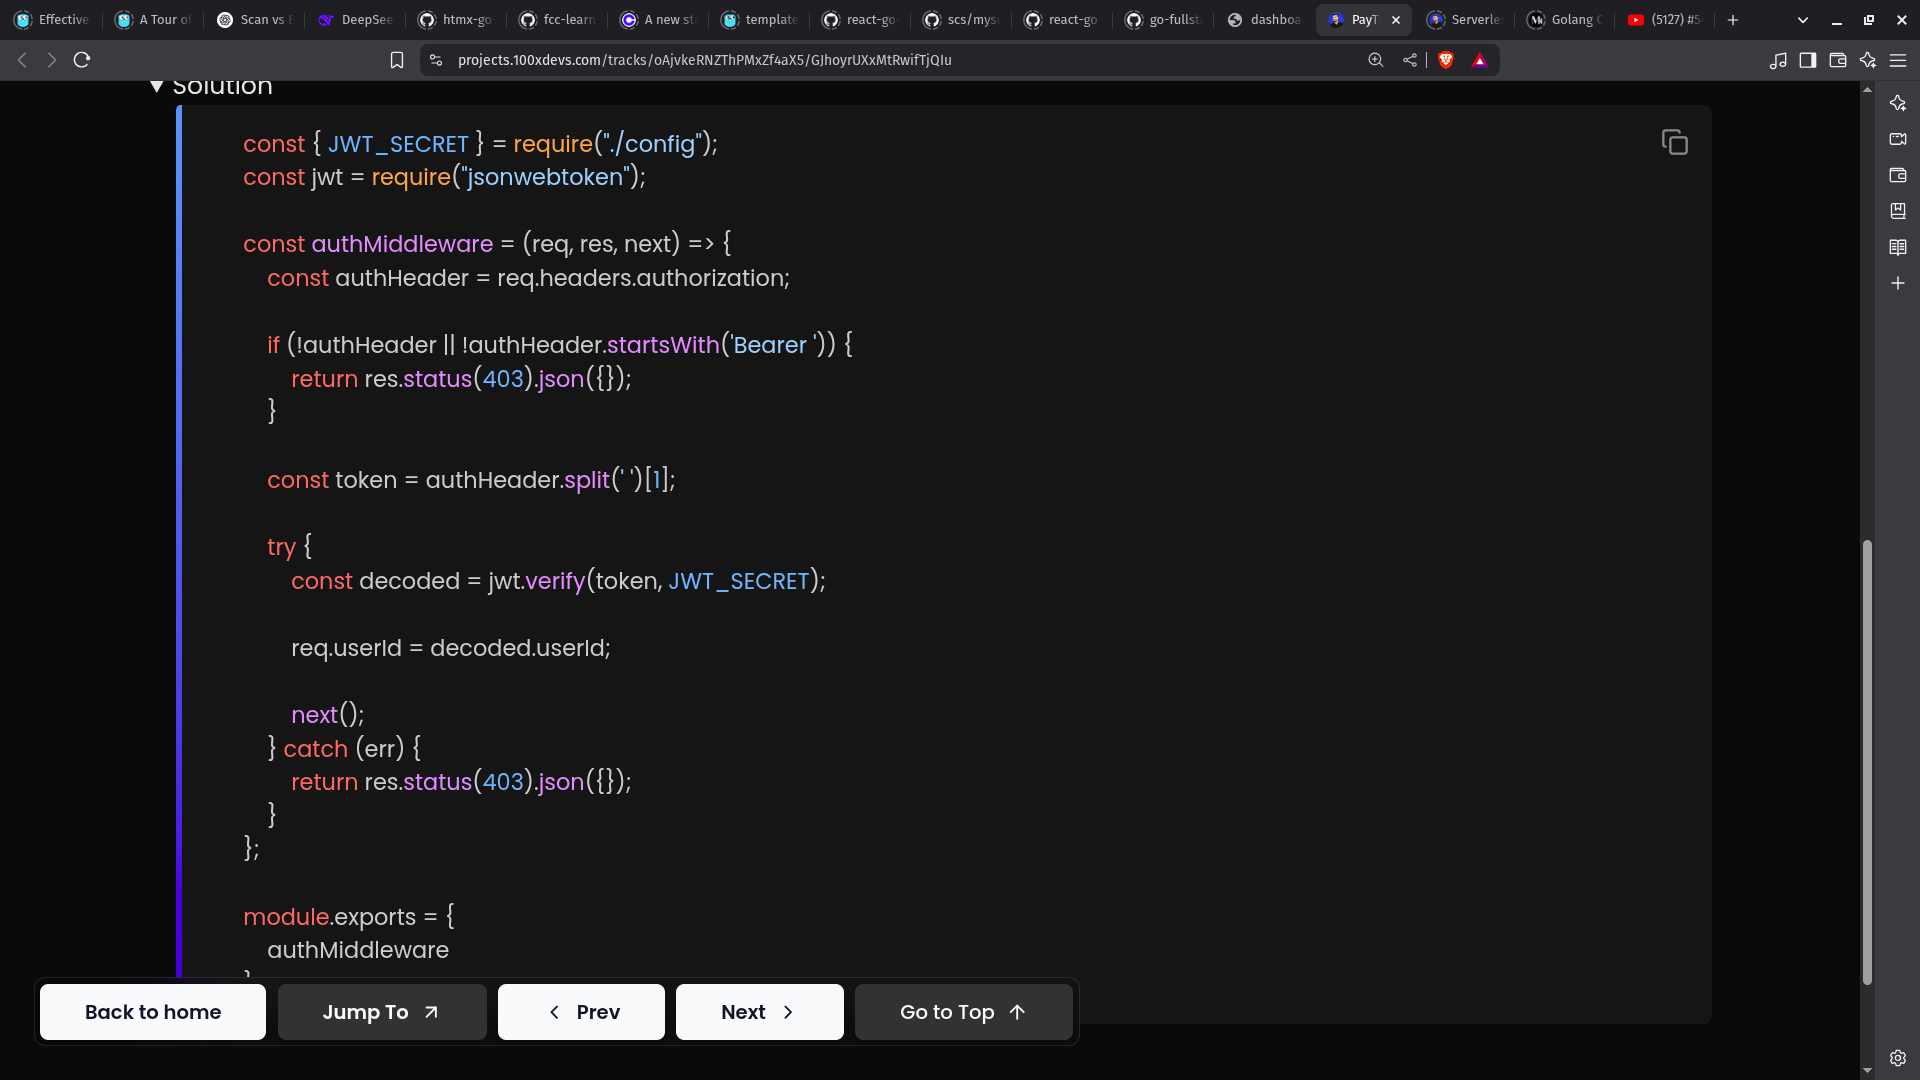 Effective
A Tour of
Scan vs
DeepSee
htmx-go
fcc-learn
A new st
template
react-go
scs/mys
react-go
go-fullst
dashboa
PayT
Serverle
Golang
(5127) #5
projects.100xdevs.com/tracks/oAjvkeRNZThPMxZf4aX5/GJhoyrUXxMtRwifTjQIu
Solution
const { JWT_SECRET } = require("./config");
const jwt = require("jsonwebtoken");
const authMiddleware = (req, res, next) => {
const authHeader = req.headers.authorization;
if (!authHeader || !authHeader.startsWith('Bearer ')) {
return res.status(403).json({});
}
const token = authHeader.split(' ')[1];
try {
const decoded = jwt.verify(token, JWT_SECRET);
req.userId = decoded.userId;
next();
} catch (err) {
return res.status(403).json({});
}
};
module.exports = {
authMiddleware
Back to home
Jump To
Prev
Next
Go to Top